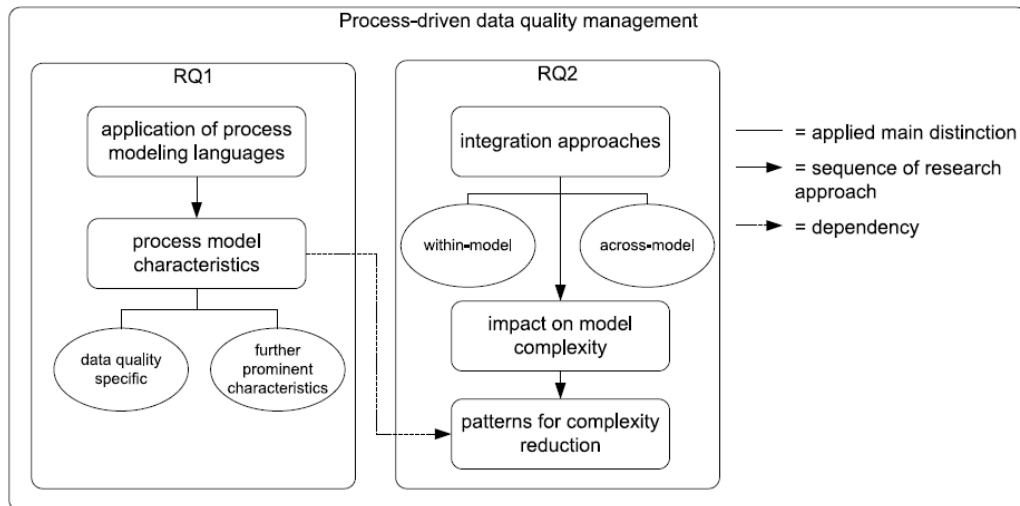 Process-driven data quality management
RQ1
application of process
modeling languages
process model
characteristics
data quality
specific
further
prominent
characteristics
RQ2
integration approaches
within-model
across-model
impact on model
complexity
patterns for complexity
reduction
= applied main distinction
= sequence of research
approach
= dependency